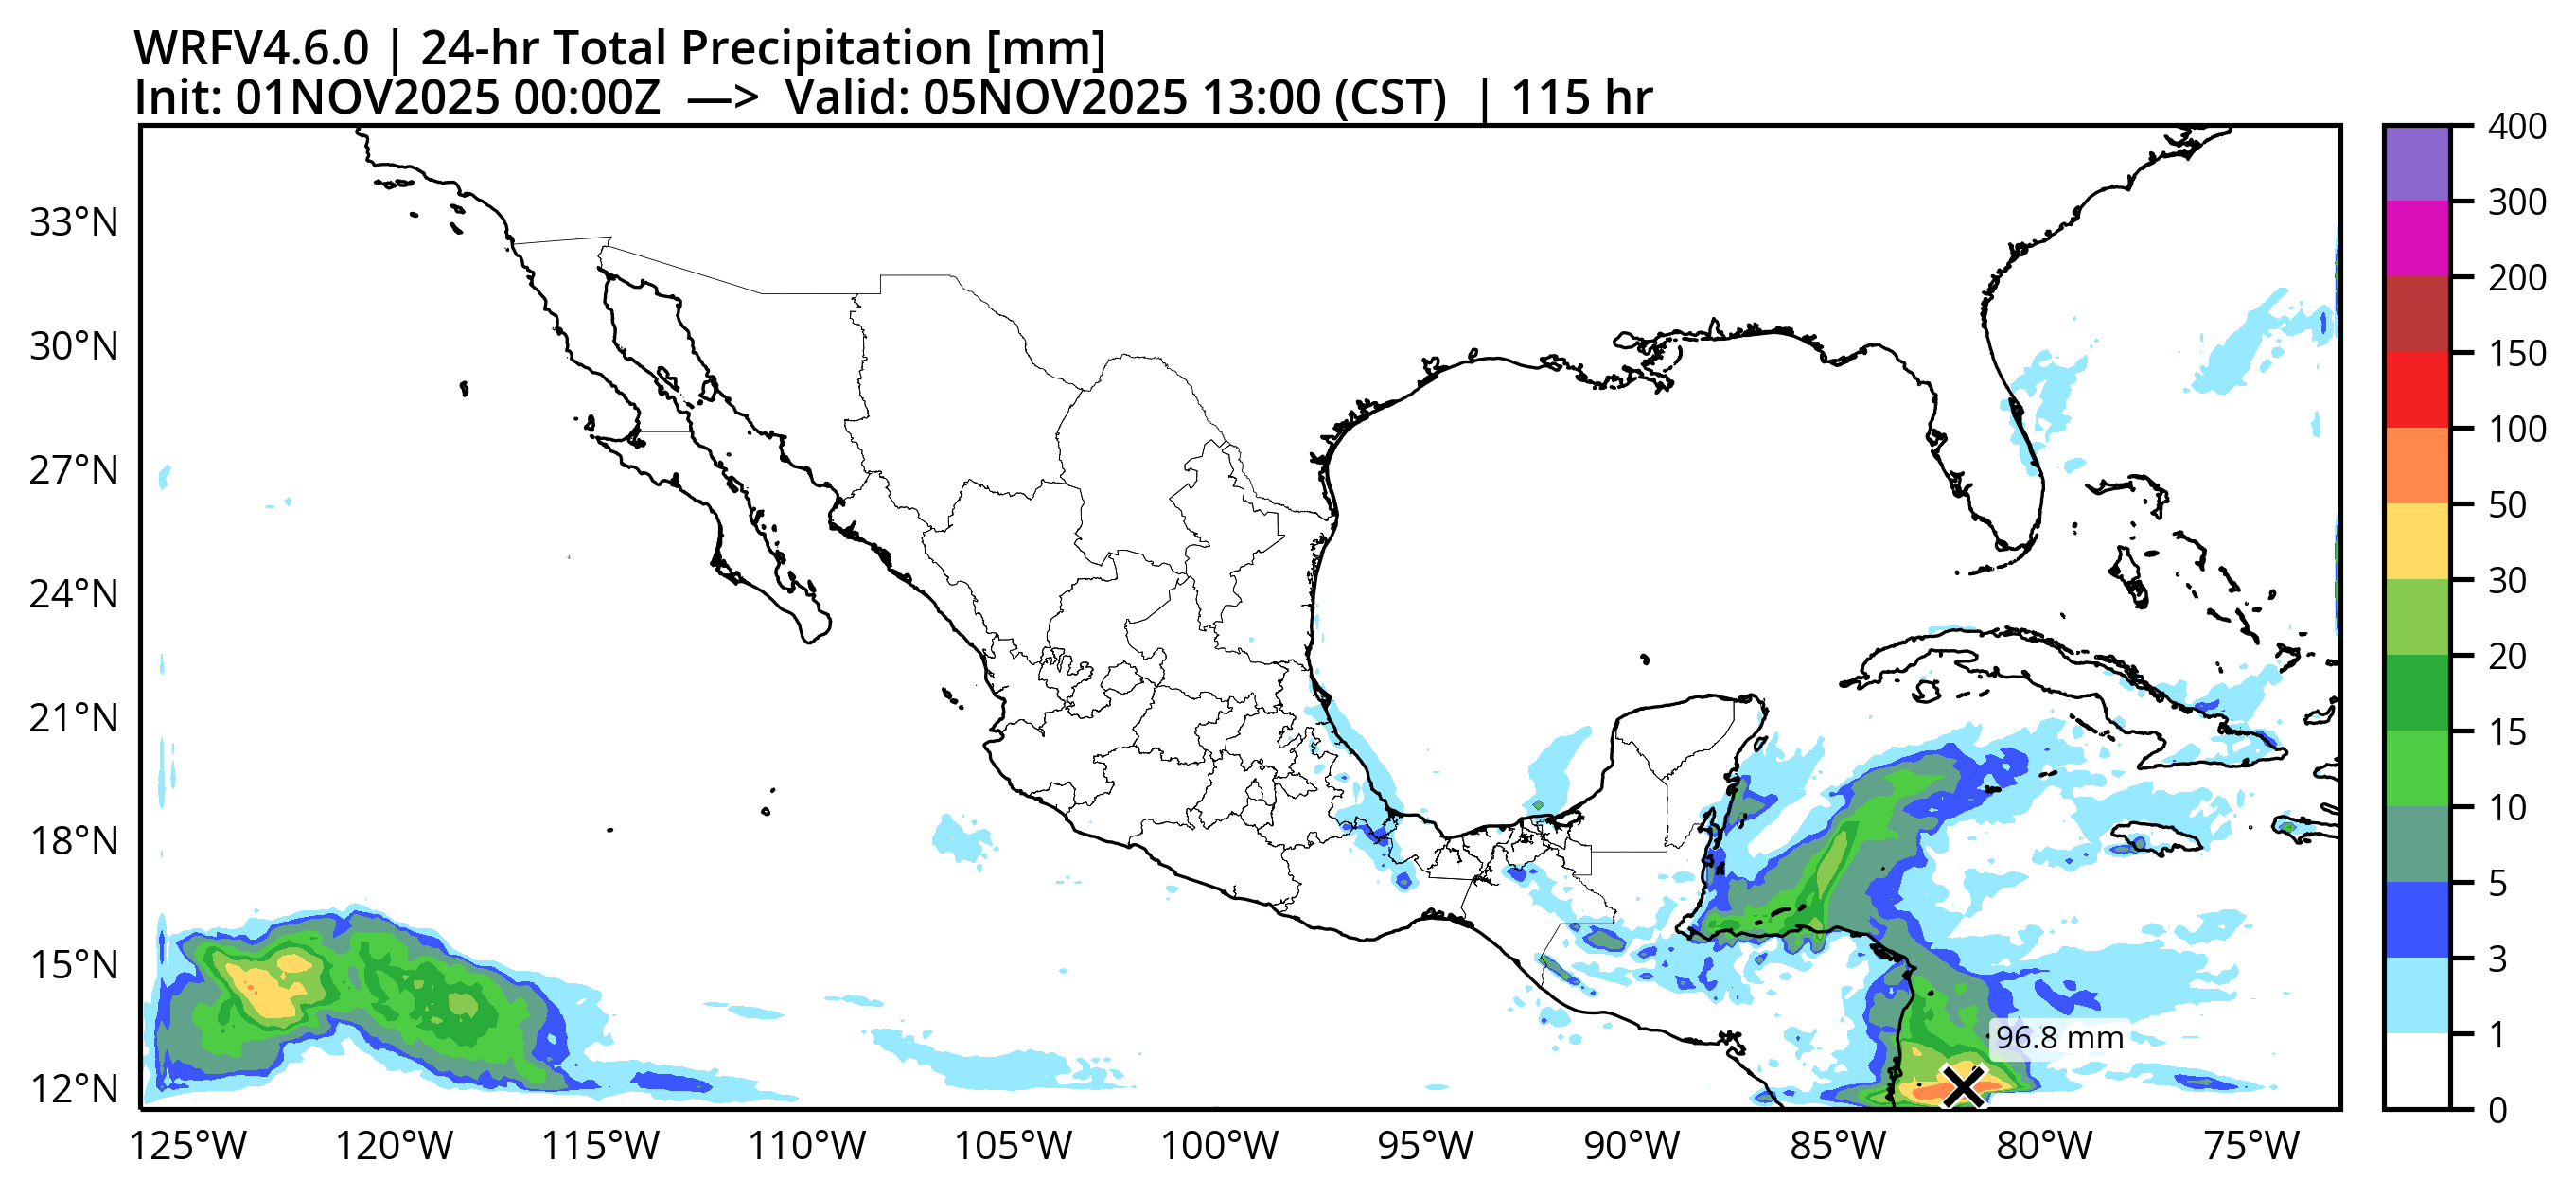 WRFV4.6.0 | 24-hr Total Precipitation [mm]
Init: 01NOV2025 00:00Z —> Valid: 05NOV2025 13:00 (CST) | 115 hr
33°N
30°N
27°N
24°N
21°N
18°N
15°N
12°N
96.8 mm
125°W 120°W 115°W 110°W 105°W 100°W 95°W 90°W 85°W 80°W 75°W
400
300
200
150
100
50
30
20
15
10
5
3
1
0